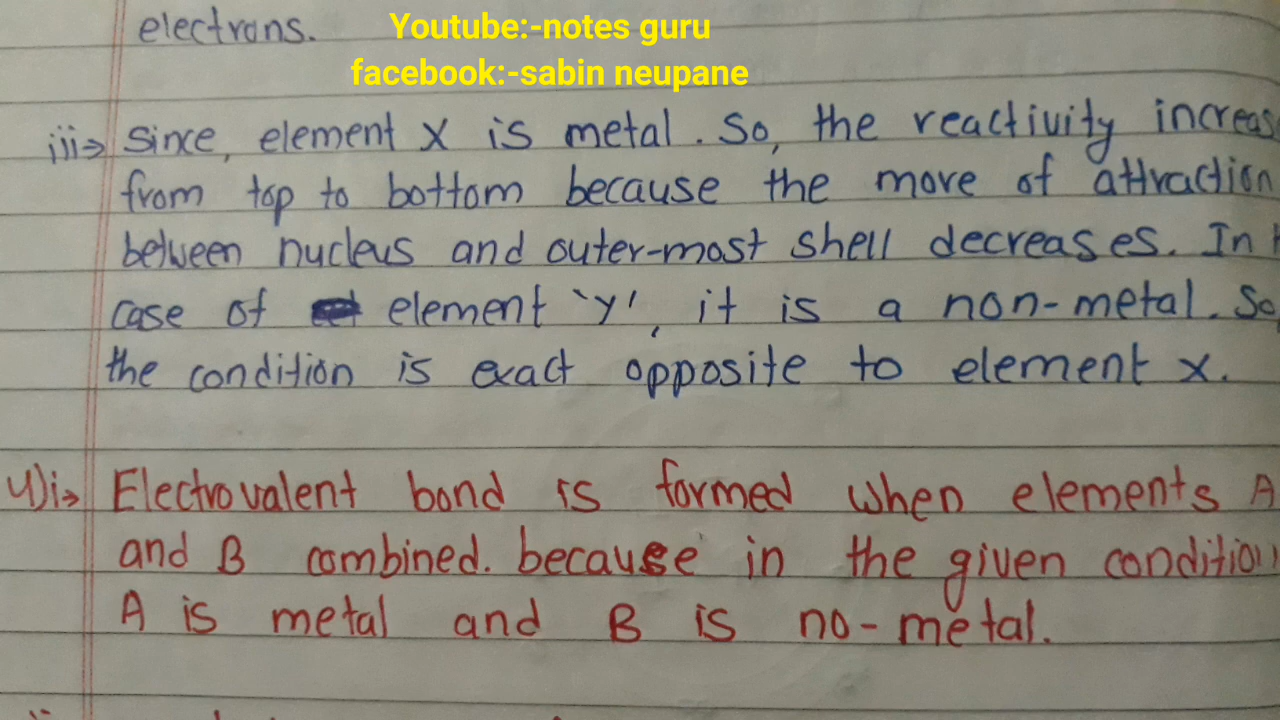 electrons.
Youtube:-notes guru
facebook:-sabin neupane
iii→ Since, element X is metal. So, the reactivity increas
from top to bottom because the more of attraction
between nucleus and outer-most shell decreases. In
case of element `y', it is a non-metal. So
the condition is exact opposite to element x.
4)i→ Electrovalent bond is formed when elements A
and B combined. because in the given condition
A is metal and B is no-metal.